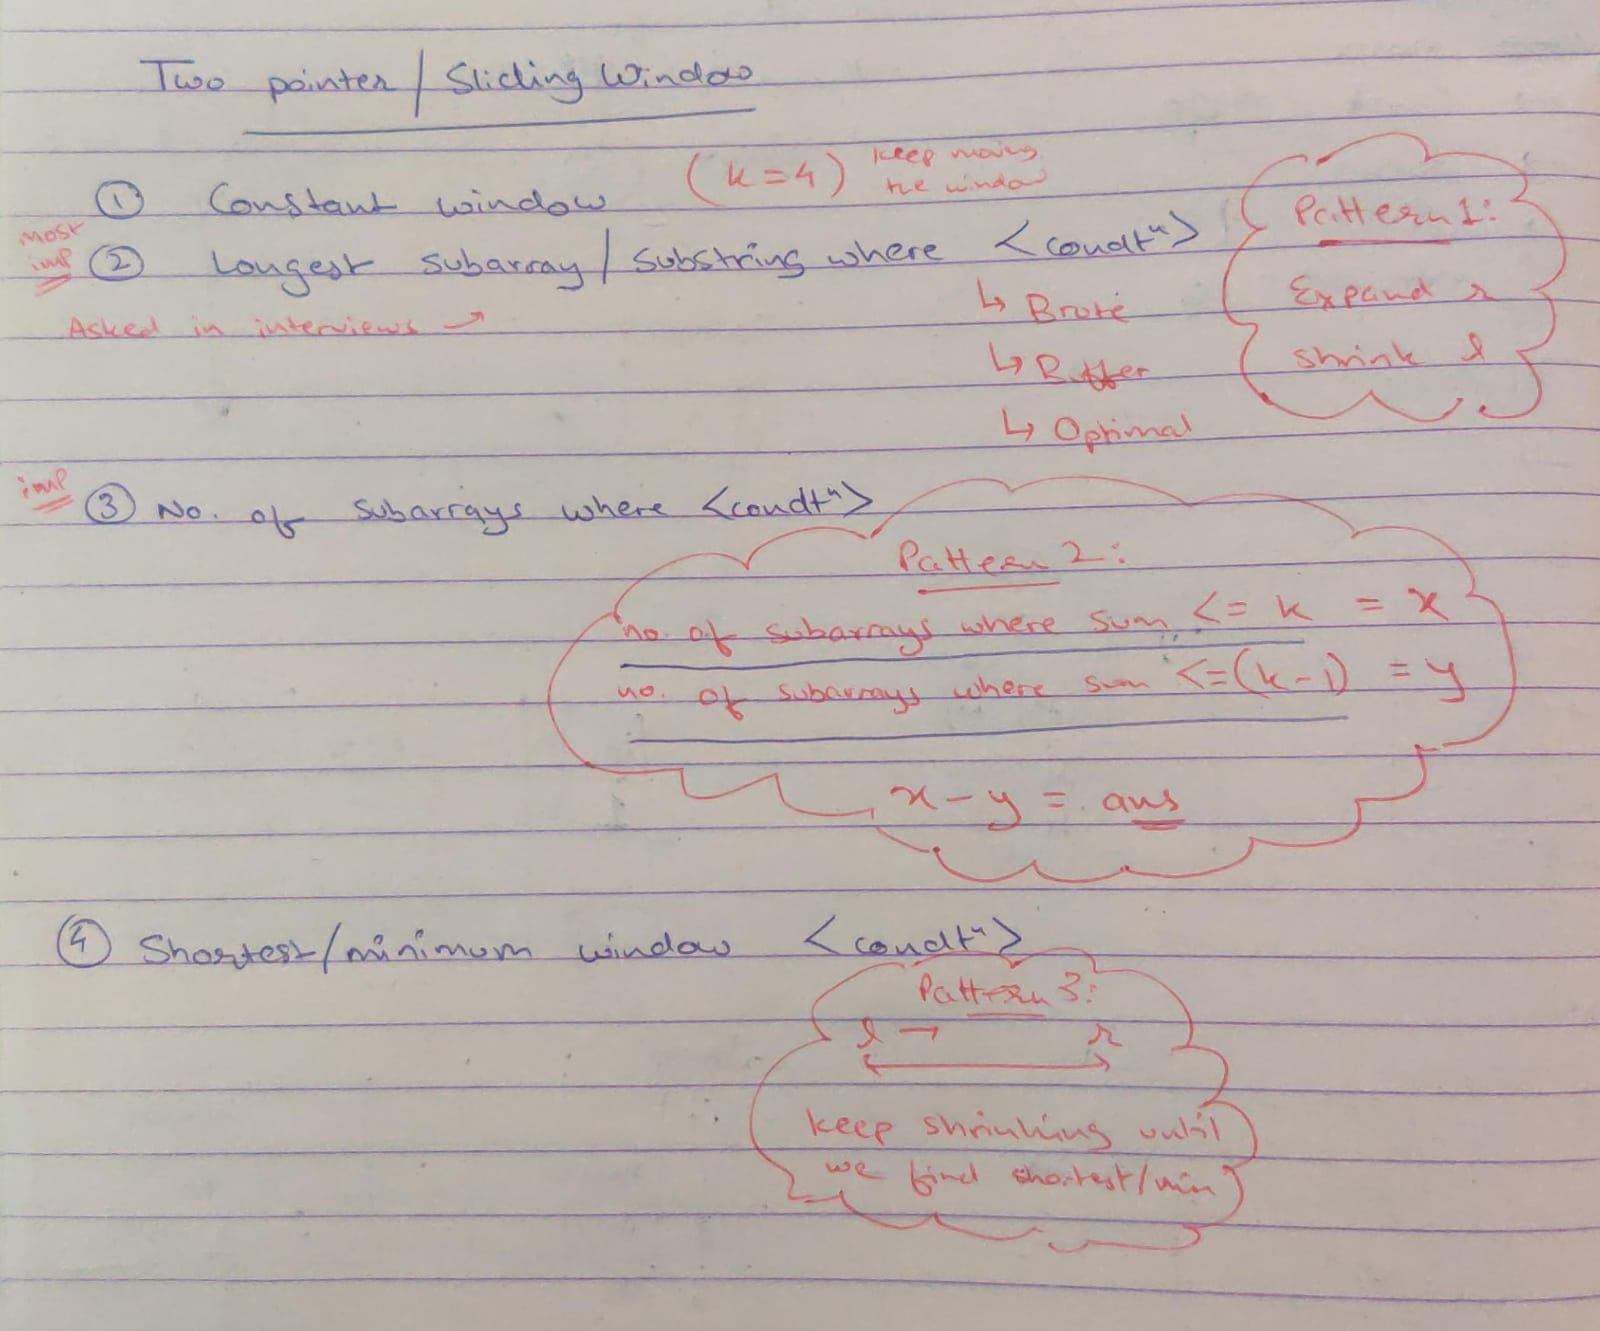 Two pointer / Sliding Window
① Constant window (k=4) keep moving the window
most imp ② Longest subarray / substring where <condtⁿ>
Asked in interviews →
↳ Brute
↳ Buffer
↳ Optimal
Pattern 1:
Expand r
shrink l
imp ③ No. of subarrays where <condtⁿ>
Pattern 2:
no. of subarrays where sum <= k = x
no. of subarrays where sum <=(k-1) = y
x - y = ans
④ Shortest/minimum window <condtⁿ>
Pattern 3:
l → r
keep shrinking until
we find shortest/min